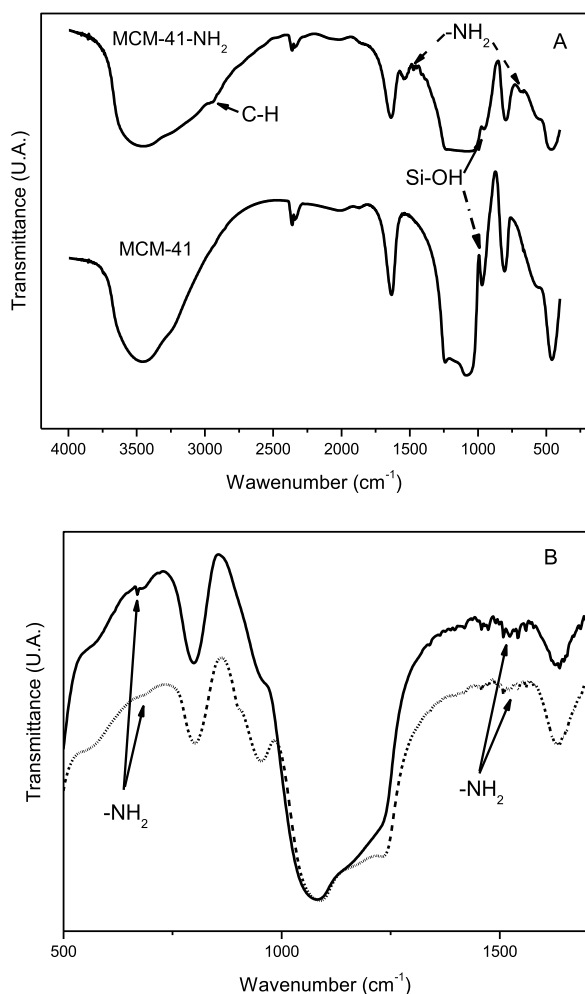 MCM-41-NH2
-NH2
A
C-H
Si-OH
MCM-41
Transmittance (U.A.)
4000 3500 3000 2500 2000 1500 1000 500
Wawenumber (cm-1)
B
-NH2
-NH2
Transmittance (U.A.)
500 1000 1500
Wavenumber (cm-1)